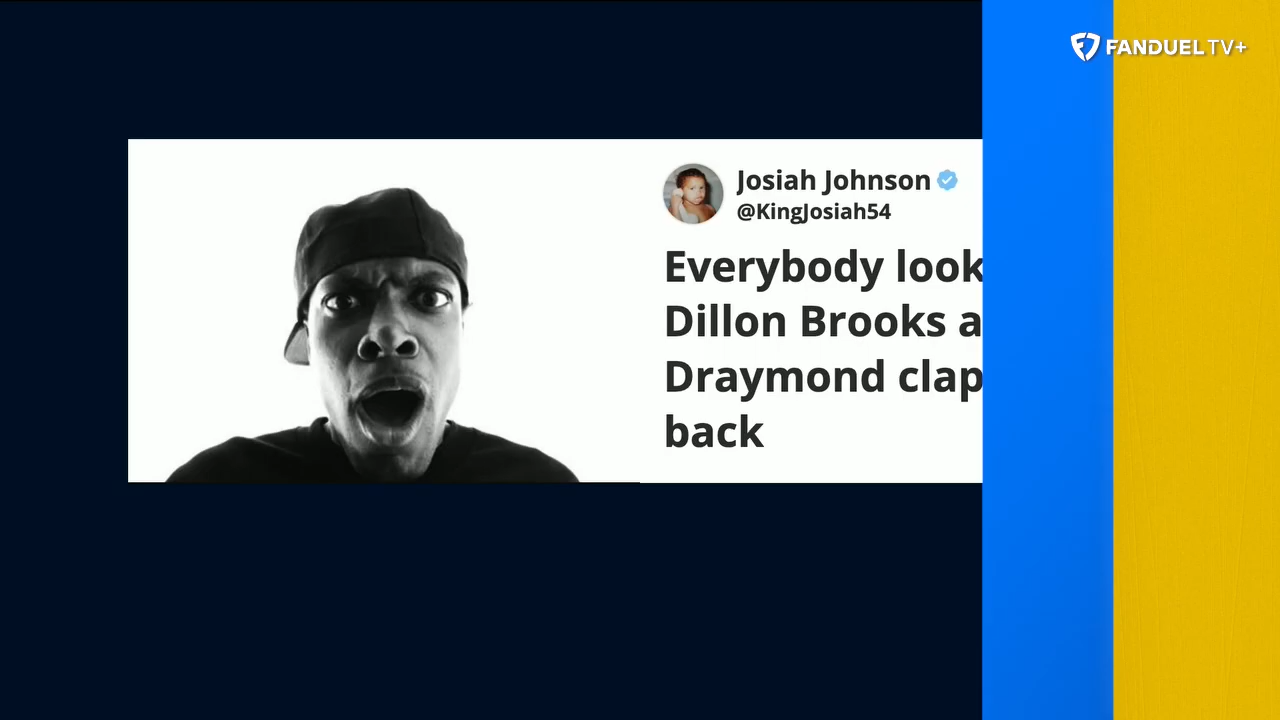 FANDUEL TV+
Josiah Johnson
@KingJosiah54
Everybody look
Dillon Brooks a
Draymond clap
back